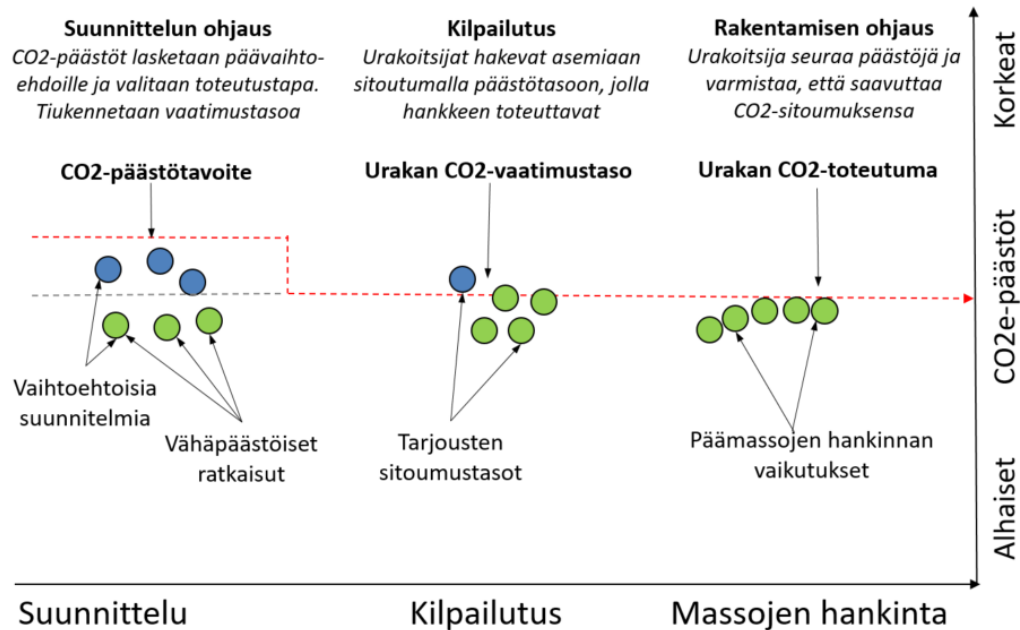 Suunnittelun ohjaus
CO2-päästöt lasketaan päävaihto-
ehdoille ja valitaan toteutustapa.
Tiukennetaan vaatimustasoa
Kilpailutus
Urakoitsijat hakevat asemiaan
sitoutumalla päästötasoon, jolla
hankkeen toteuttavat
Rakentamisen ohjaus
Urakoitsija seuraa päästöjä ja
varmistaa, että saavuttaa
CO2-sitoumuksensa
CO2-päästötavoite
Urakan CO2-vaatimustaso
Urakan CO2-toteutuma
Vaihtoehtoisia
suunnitelmia
Vähäpäästöiset
ratkaisut
Tarjousten
sitoumustasot
Päämassojen hankinnan
vaikutukset
Korkeat
CO2e-päästöt
Alhaiset
Suunnittelu
Kilpailutus
Massojen hankinta